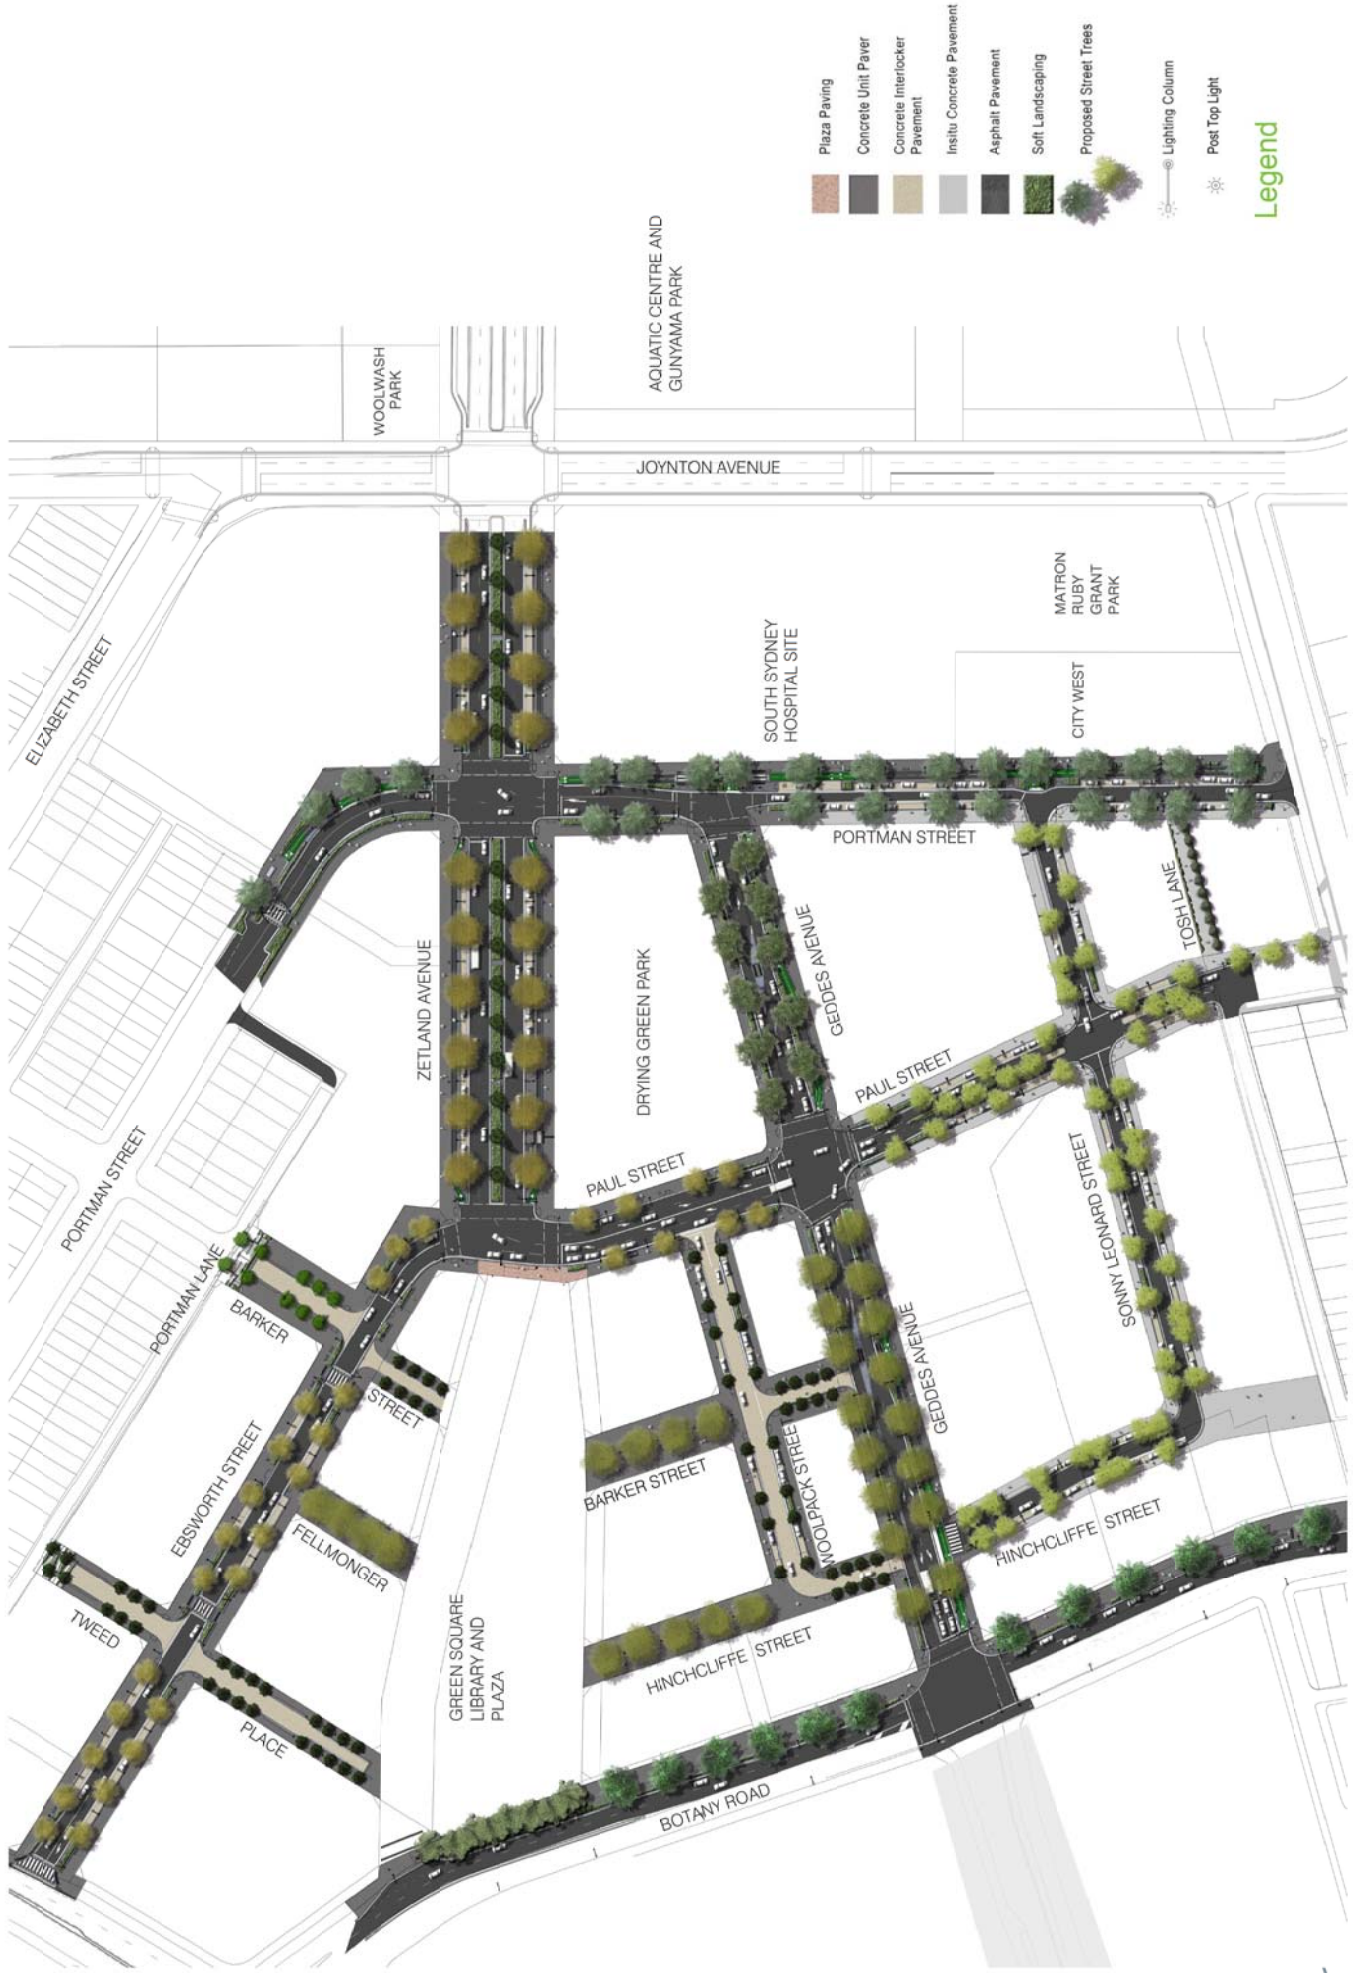 Plaza Paving
Concrete Unit Paver
Concrete Interlocker
Pavement
Insitu Concrete Pavement
Asphalt Pavement
Soft Landscaping
Proposed Street Trees
Lighting Column
Post Top Light
Legend
WOOLWASH
PARK
AQUATIC CENTRE AND
GUNYAMA PARK
JOYNTON AVENUE
ELIZABETH STREET
SOUTH SYDNEY
HOSPITAL SITE
MATRON
RUBY
GRANT
PARK
CITY WEST
PORTMAN STREET
TOSH LANE
ZETLAND AVENUE
DRYING GREEN PARK
GEDDES AVENUE
PAUL STREET
PORTMAN STREET
PAUL STREET
SONNY LEONARD STREET
PORTMAN LANE
BARKER
STREET
EBSWORTH STREET
FELLMONGER
BARKER STREET
WOOLPACK STREE
GEDDES AVENUE
HINCHCLIFFE STREET
TWEED
PLACE
GREEN SQUARE
LIBRARY AND
PLAZA
HINCHCLIFFE STREET
BOTANY ROAD